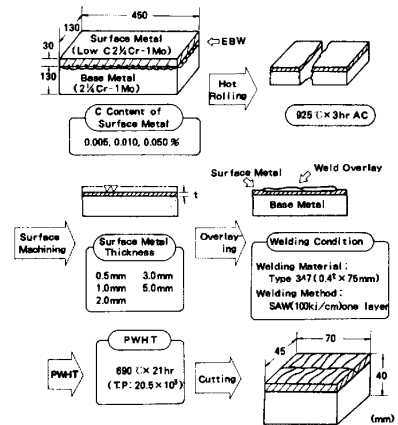 450
130
Surface Metal
(Low C 2¼Cr-1Mo)
30
130
Base Metal
(2¼Cr-1Mo)
EBW
Hot
Rolling
925℃×3hr AC
C Content of
Surface Metal
0.005, 0.010, 0.050 %
t
Surface
Machining
Surface Metal
Thickness
0.5mm 3.0mm
1.0mm 5.0mm
2.0mm
Surface Metal
Weld Overlay
Base Metal
Overlay-
ing
Welding Condition
Welding Material:
Type 347(0.4t×75mm)
Welding Method:
SAW(100kj/cm)one layer
PWHT
PWHT
690℃×21hr
(T.P: 20.5×10³)
Cutting
45
70
40
(mm)